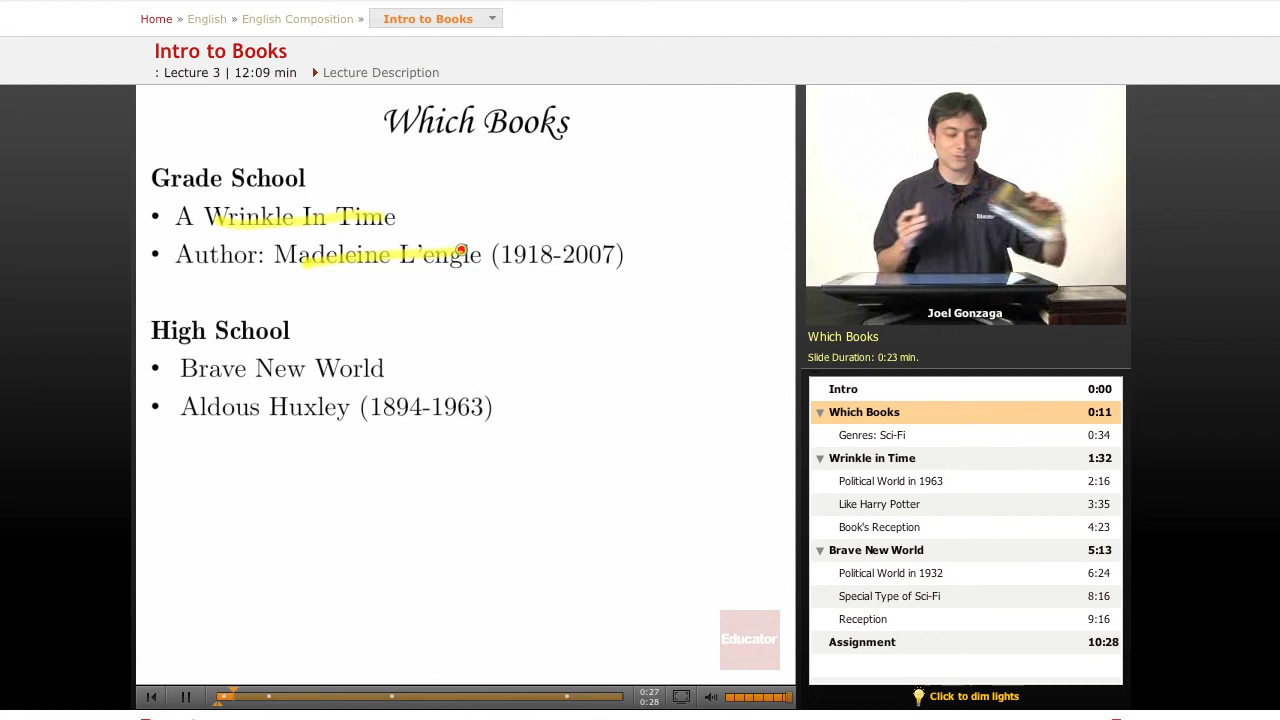 Home » English » English Composition » Intro to Books
Intro to Books
: Lecture 3 | 12:09 min Lecture Description
Which Books
Grade School
• A Wrinkle In Time
• Author: Madeleine L'engle (1918-2007)
High School
• Brave New World
• Aldous Huxley (1894-1963)
Educator
0:27
0:28
Educator
Joel Gonzaga
Which Books
Slide Duration: 0:23 min.
Intro 0:00
Which Books 0:11
Genres: Sci-Fi 0:34
Wrinkle in Time 1:32
Political World in 1963 2:16
Like Harry Potter 3:35
Book's Reception 4:23
Brave New World 5:13
Political World in 1932 6:24
Special Type of Sci-Fi 8:16
Reception 9:16
Assignment 10:28
Click to dim lights